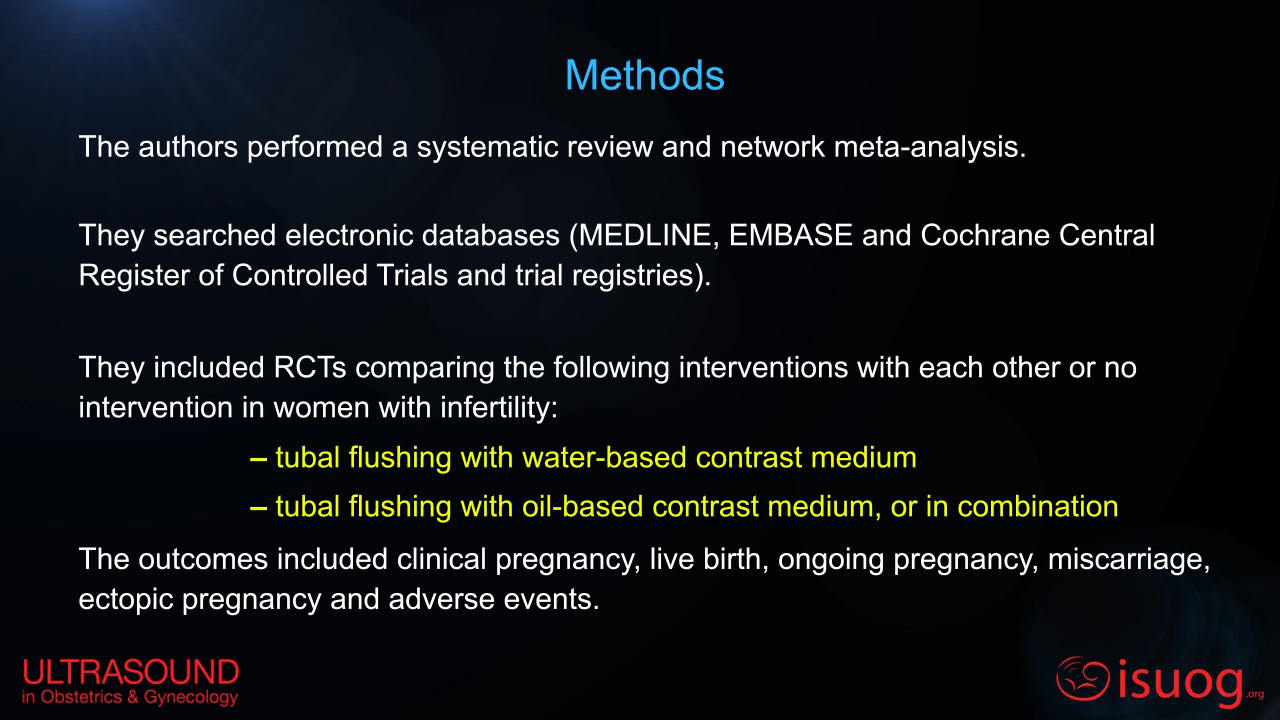 Methods
The authors performed a systematic review and network meta-analysis.
They searched electronic databases (MEDLINE, EMBASE and Cochrane Central
Register of Controlled Trials and trial registries).
They included RCTs comparing the following interventions with each other or no
intervention in women with infertility:
– tubal flushing with water-based contrast medium
– tubal flushing with oil-based contrast medium, or in combination
The outcomes included clinical pregnancy, live birth, ongoing pregnancy, miscarriage,
ectopic pregnancy and adverse events.
ULTRASOUND
in Obstetrics & Gynecology
isuog.org